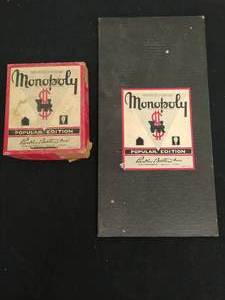 Monopoly
POPULAR EDITION
Parker Brothers Inc
Monopoly
POPULAR EDITION
Parker Brothers Inc